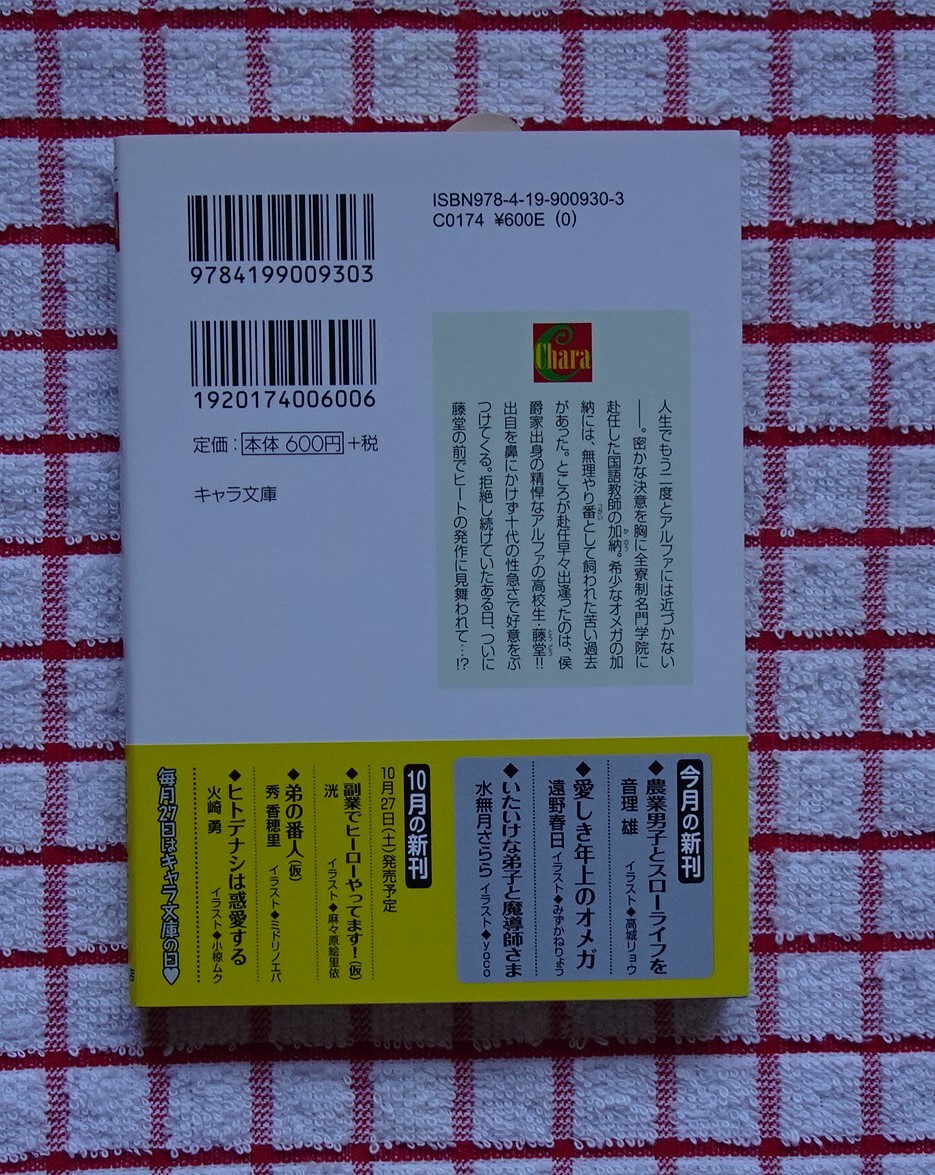 9784199009303
ISBN978-4-19-900930-3
C0174 ¥600E (0)
1920174006006
定価：本体 600円+税
キャラ文庫
Chara
人生でもう二度とアルファには近づかない
――。密かな決意を胸に全寮制名門学院に
赴任した国語教師の加納。希少なオメガの加
納には、無理やり番として飼われた苦い過去
があった。ところが赴任早々出逢ったのは、侯
爵家出身の精悍なアルファの高校生・藤堂!!
出自を鼻にかけず十代の性急さで好意をぶ
つけてくる。拒絶し続けていたある日、ついに
藤堂の前でヒートの発作に見舞われて…!?
今月の新刊
◆農業男子とスローライフを
音理 雄 イラスト◆高城リョウ
◆愛しき年上のオメガ
遠野春日 イラスト◆みずかねりょう
◆いたいけな弟子と魔導師さま
水無月さらら イラスト◆yoco
10月の新刊
10月27日(土)発売予定
◆副業でヒーローやってます！(仮)
洸 イラスト◆麻々原絵里依
◆弟の番人(仮)
秀 香穂里 イラスト◆ミドリノエバ
◆ヒトデナシは惑愛する
火崎 勇 イラスト◆小椋ムク
毎月27日はキャラ文庫の日♥